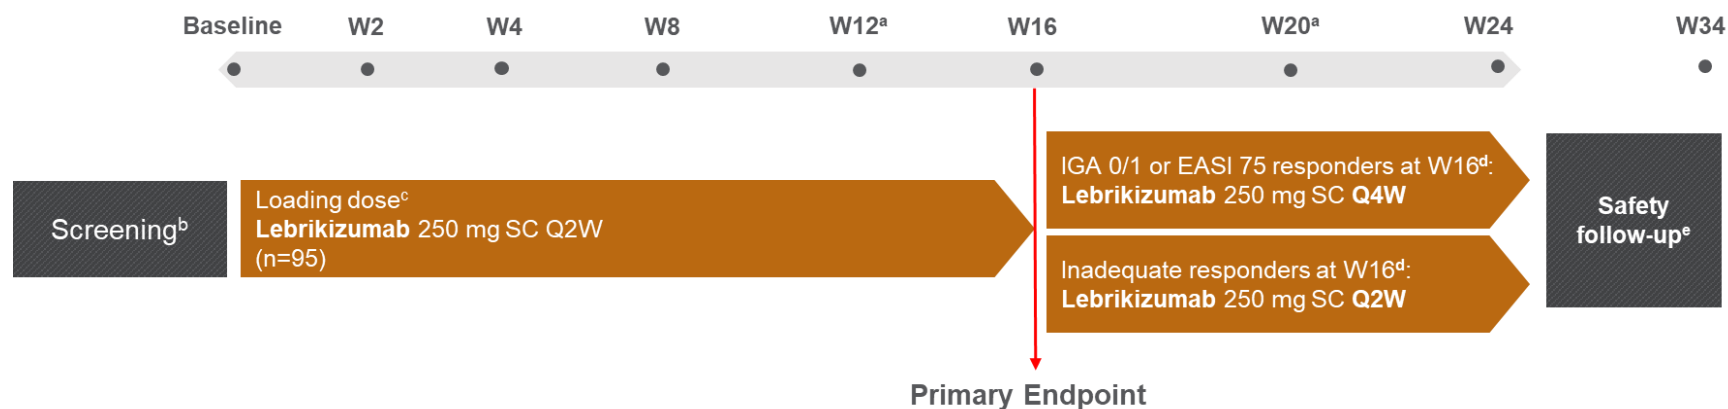 Baseline W2 W4 W8 W12ᵃ W16 W20ᵃ W24 W34
Screeningᵇ
Loading doseᶜ
Lebrikizumab 250 mg SC Q2W
(n=95)
IGA 0/1 or EASI 75 responders at W16ᵈ:
Lebrikizumab 250 mg SC Q4W
Inadequate responders at W16ᵈ:
Lebrikizumab 250 mg SC Q2W
Safety
follow-upᵉ
Primary Endpoint